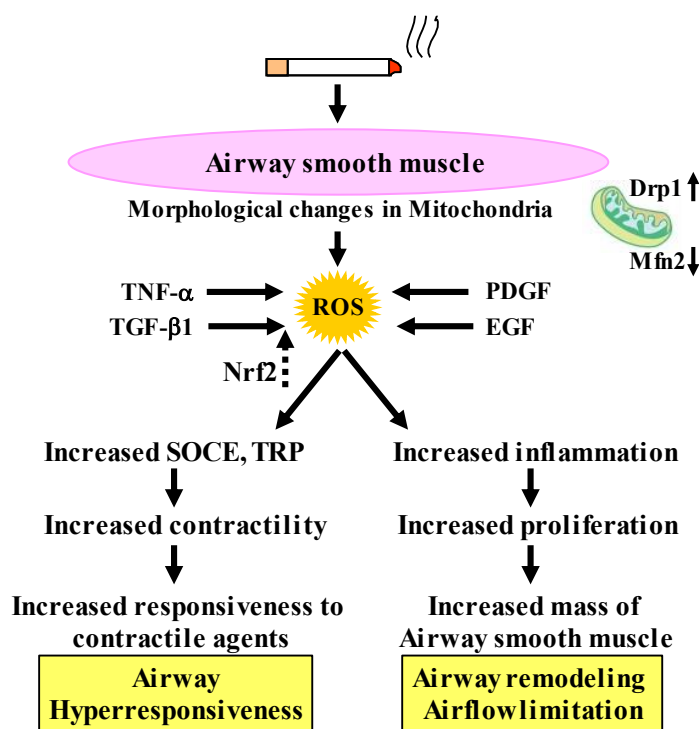 Airway smooth muscle
Morphological changes in Mitochondria
Drp1
Mfn2
TNF-α
TGF-β1
ROS
PDGF
EGF
Nrf2
Increased SOCE, TRP
Increased contractility
Increased responsiveness to
contractile agents
Airway
Hyperresponsiveness
Increased inflammation
Increased proliferation
Increased mass of
Airway smooth muscle
Airway remodeling
Airflow limitation